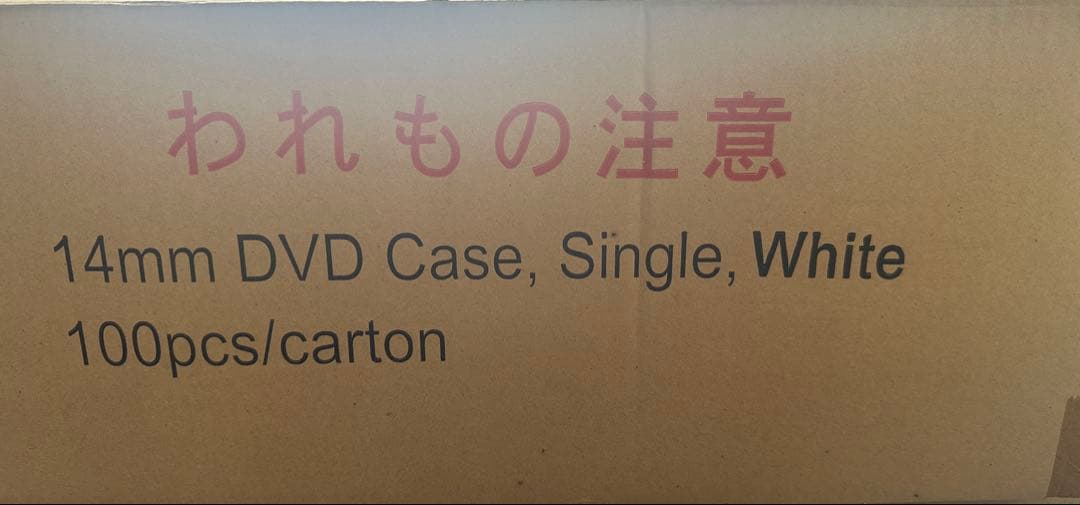 われもの注意
14mm DVD Case, Single, White
100pcs/carton